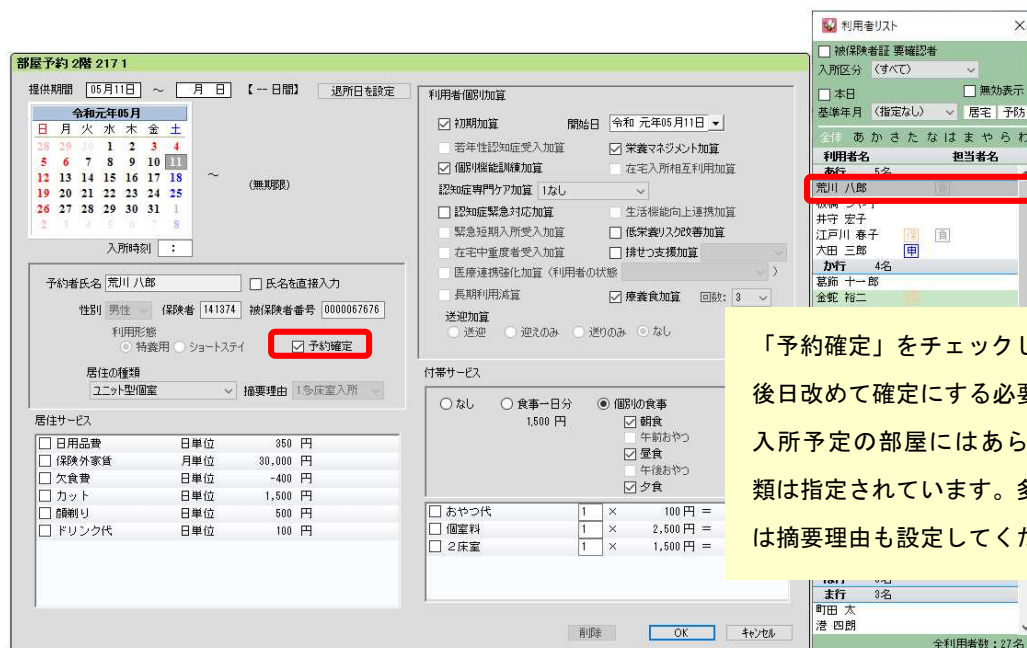 部屋予約 2階 217 1
提供期間 05月11日 ～ 月 日 【 -- 日間】 退所日を設定
令和元年05月
日 月 火 水 木 金 土
28 29 30 1 2 3 4
5 6 7 8 9 10 11
12 13 14 15 16 17 18
19 20 21 22 23 24 25
26 27 28 29 30 31 1
2 3 4 5 6 7 8
～ (無期限)
入所時刻 :
予約者氏名 荒川 八郎 氏名を直接入力
性別 男性 保険者 141374 被保険者番号 0000067676
利用形態
特養用 ショートステイ 予約確定
居住の種類
ユニット型個室 摘要理由 1:多床室入所
居住サービス
日用品費 日単位 350 円
保険外家賃 月単位 30,000 円
欠食費 日単位 -400 円
カット 日単位 1,500 円
顔剃り 日単位 500 円
ドリンク代 日単位 100 円
利用者個別加算
初期加算 開始日 令和 元年05月11日
若年性認知症受入加算 栄養マネジメント加算
個別機能訓練加算 在宅入所相互利用加算
認知症専門ケア加算 1なし
認知症緊急対応加算 生活機能向上連携加算
緊急短期入所受入加算 低栄養リスク改善加算
在宅中重度者受入加算 排せつ支援加算
医療連携強化加算（利用者の状態 ）
長期利用減算 療養食加算 回数: 3
送迎加算
送迎 迎えのみ 送りのみ なし
付帯サービス
なし 食事一日分 個別の食事
1,500 円 朝食
午前おやつ
昼食
午後おやつ
夕食
おやつ代 1 × 100 円 =
個室料 1 × 2,500 円 =
２床室 1 × 1,500 円 =
削除 OK キャンセル
利用者リスト ×
被保険者証 要確認者
入所区分 (すべて)
本日 無効表示
基準年月 (指定なし) 居宅 予防
全体 あ か さ た な は ま や ら わ
利用者名 担当者名
あ行 5名
荒川 八郎 負
井守 宏子
江戸川 春子 保 負
大田 三郎 申
か行 4名
葛飾 十一郎
金蛇 裕二
「予約確定」をチェックし
後日改めて確定にする必要
入所予定の部屋にはあら
類は指定されています。多
は摘要理由も設定してくだ
ま行 3名
町田 太
港 四朗
全利用者数：27名